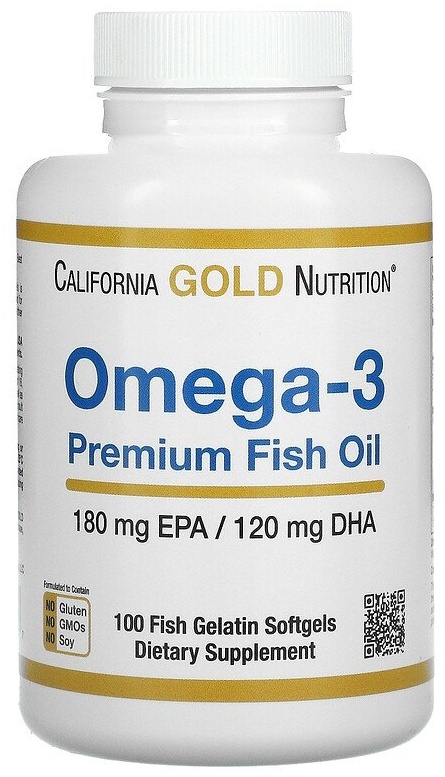 CALIFORNIA GOLD NUTRITION®
Omega-3
Premium Fish Oil
180 mg EPA / 120 mg DHA
Formulated to Contain
NO Gluten
NO GMOs
NO Soy
100 Fish Gelatin Softgels
Dietary Supplement